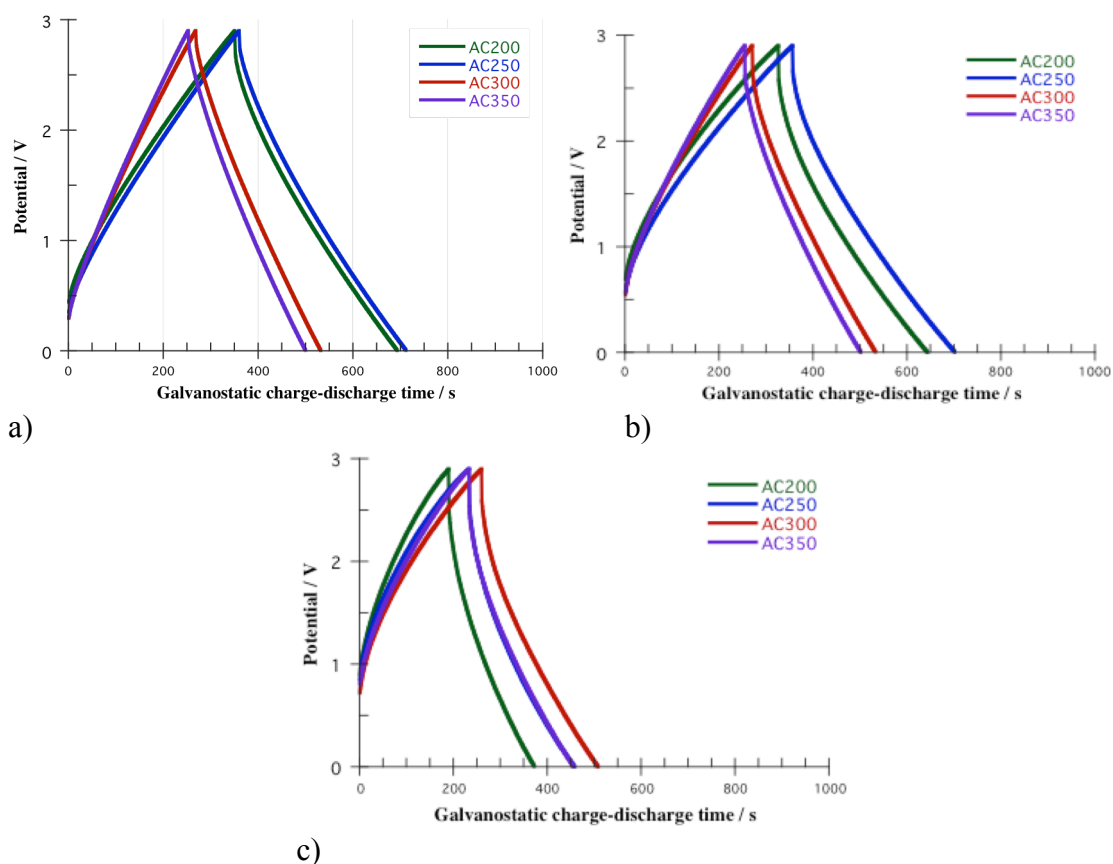 3
2
1
0
Potential / V
AC200
AC250
AC300
AC350
0 200 400 600 800 1000
Galvanostatic charge-discharge time / s
a)
3
2
1
0
Potential / V
AC200
AC250
AC300
AC350
0 200 400 600 800 1000
Galvanostatic charge-discharge time / s
b)
3
2
1
0
Potential / V
AC200
AC250
AC300
AC350
0 200 400 600 800 1000
Galvanostatic charge-discharge time / s
c)